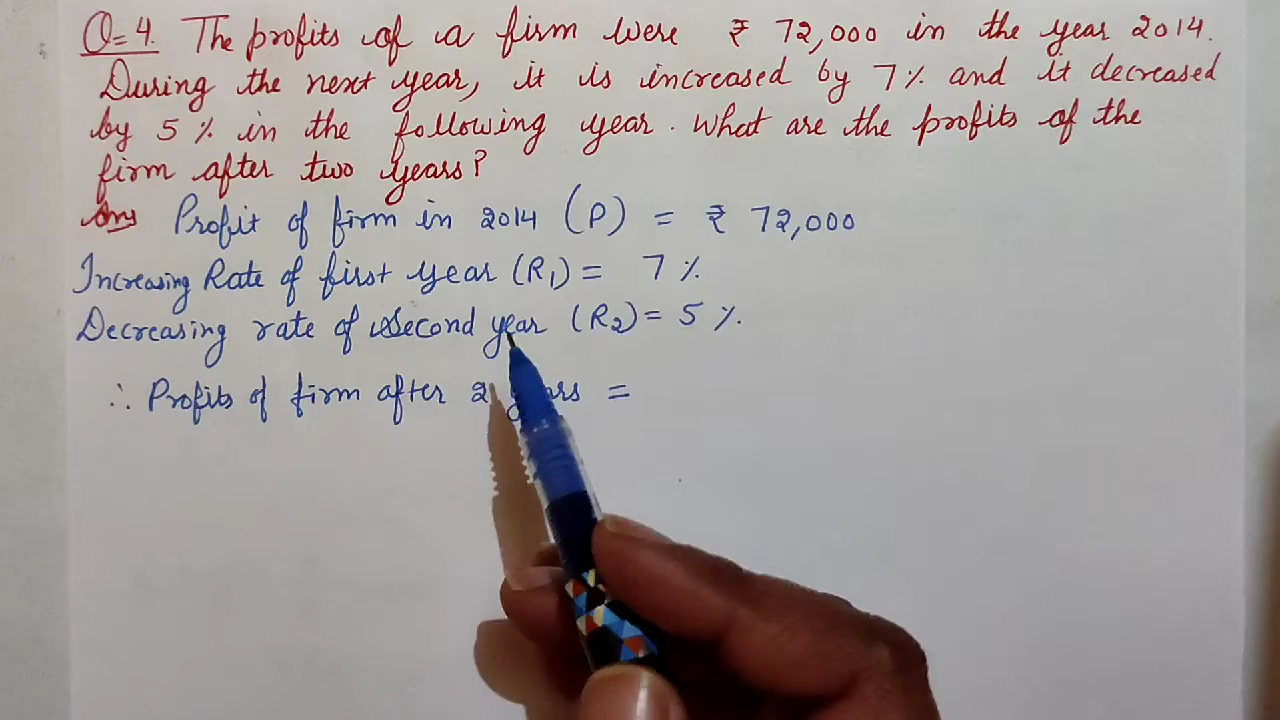 Q=4. The profits of a firm were ₹ 72,000 in the year 2014.
During the next year, it is increased by 7% and it decreased
by 5% in the following year. What are the profits of the
firm after two years?
Ans Profit of firm in 2014 (P) = ₹ 72,000
Increasing Rate of first year (R₁) = 7%
Decreasing rate of Second year (R₂) = 5%.
∴ Profits of firm after 2 years =